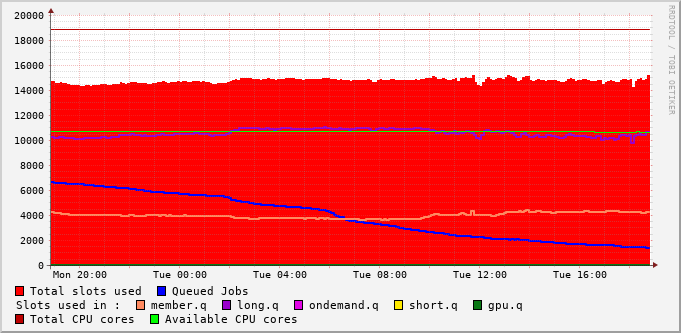 20000
18000
16000
14000
12000
10000
8000
6000
4000
2000
0
Mon 20:00 Tue 00:00 Tue 04:00 Tue 08:00 Tue 12:00 Tue 16:00
RRDTOOL / TOBI OETIKER
Total slots used Queued Jobs
Slots used in : member.q long.q ondemand.q short.q gpu.q
Total CPU cores Available CPU cores